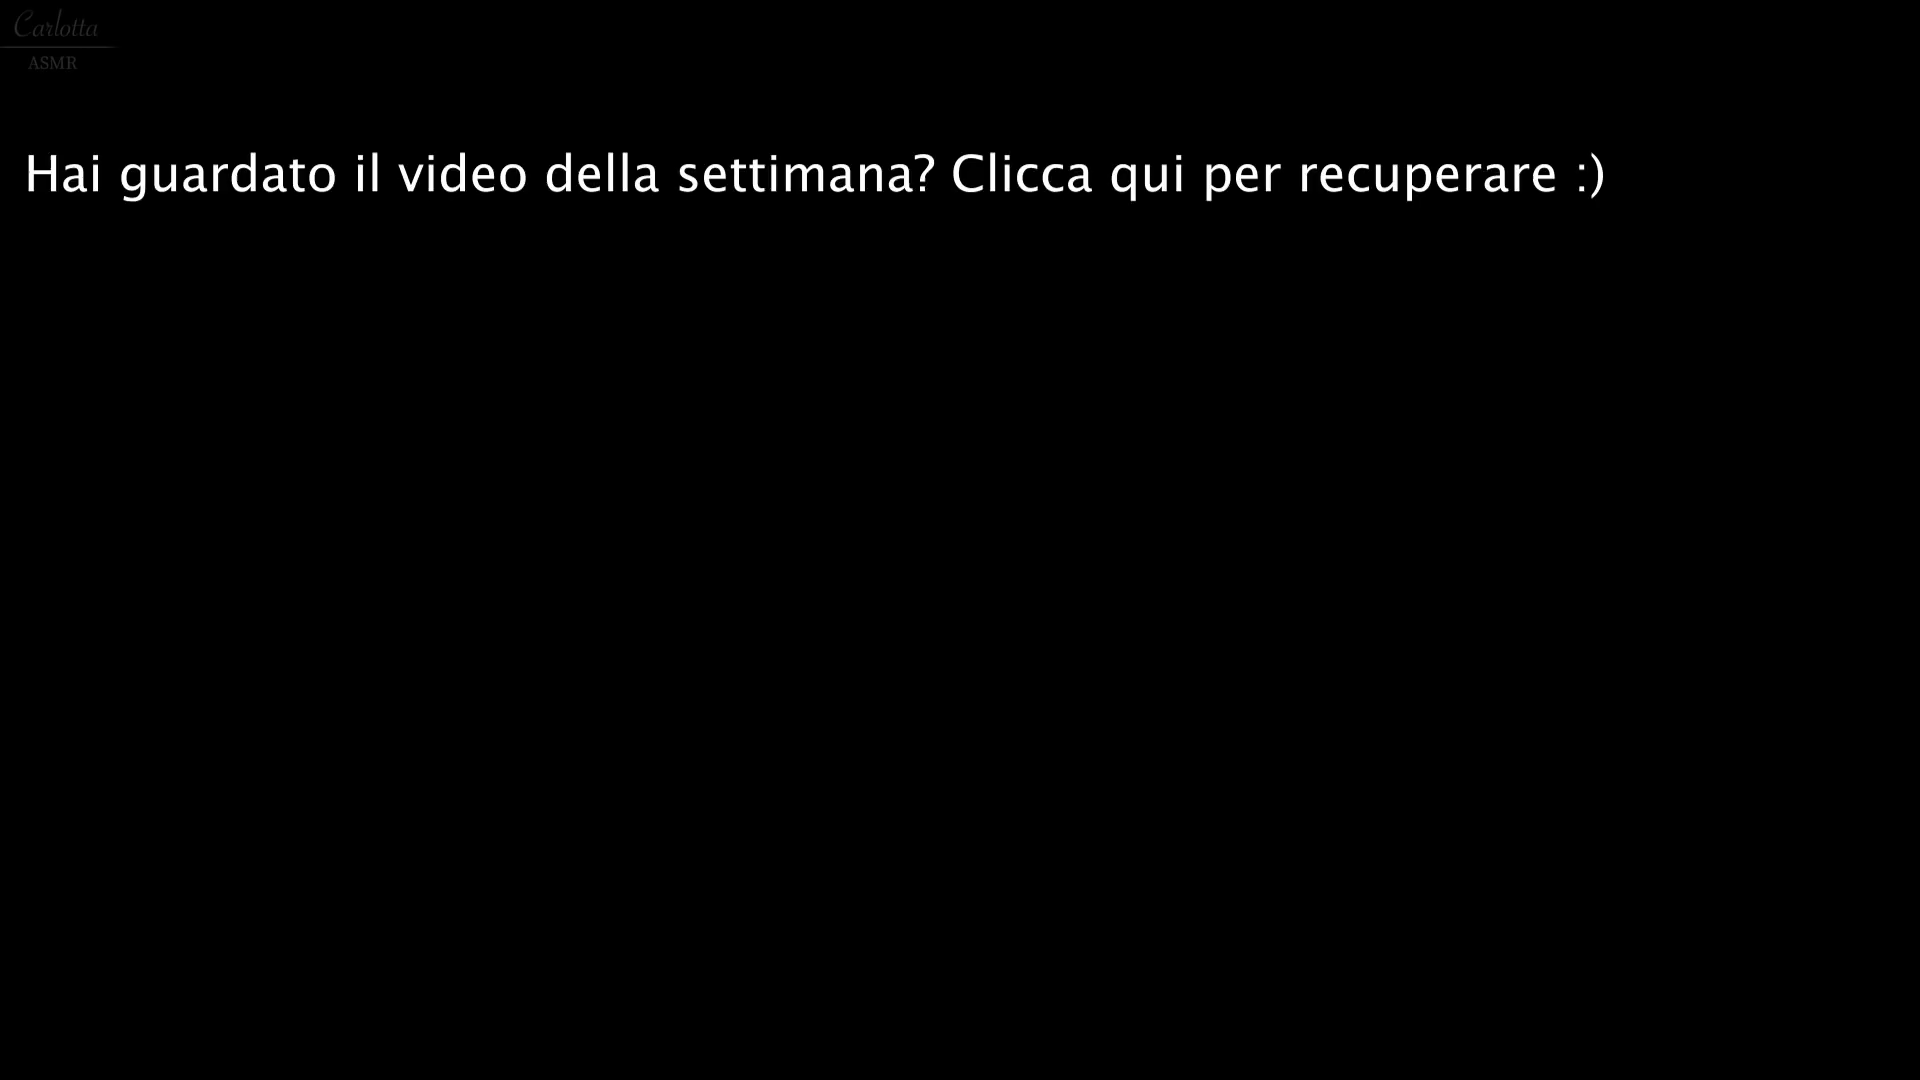 Carlotta
ASMR
Hai guardato il video della settimana? Clicca qui per recuperare :)